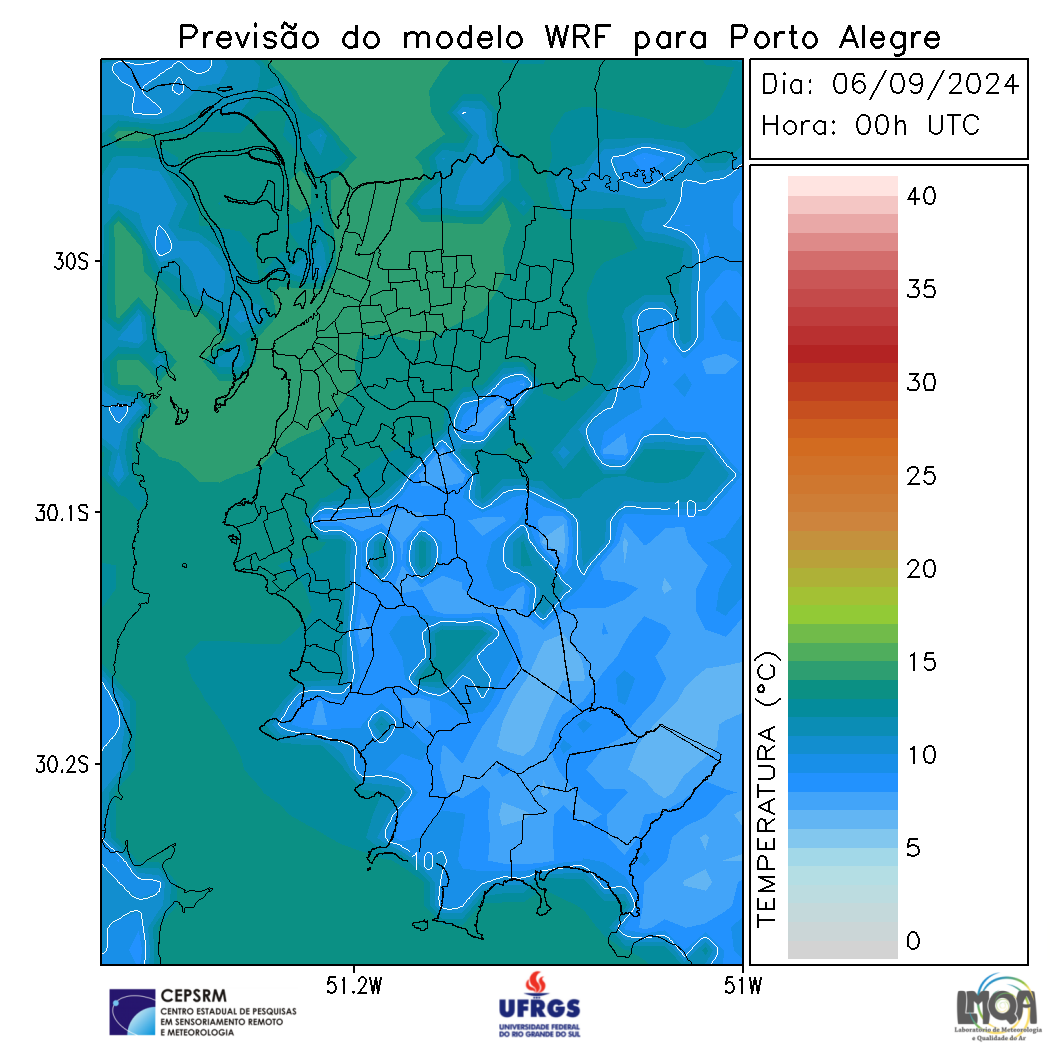 Previsão do modelo WRF para Porto Alegre
Dia: 06/09/2024
Hora: 00h UTC
40
35
30
25
20
15
10
5
0
TEMPERATURA (°C)
30S
30.1S
30.2S
10
10
51.2W
51W
CEPSRM
CENTRO ESTADUAL DE PESQUISAS
EM SENSORIAMENTO REMOTO
E METEOROLOGIA
UFRGS
UNIVERSIDADE FEDERAL
DO RIO GRANDE DO SUL
LMQA
Laboratório de Meteorologia
e Qualidade do Ar